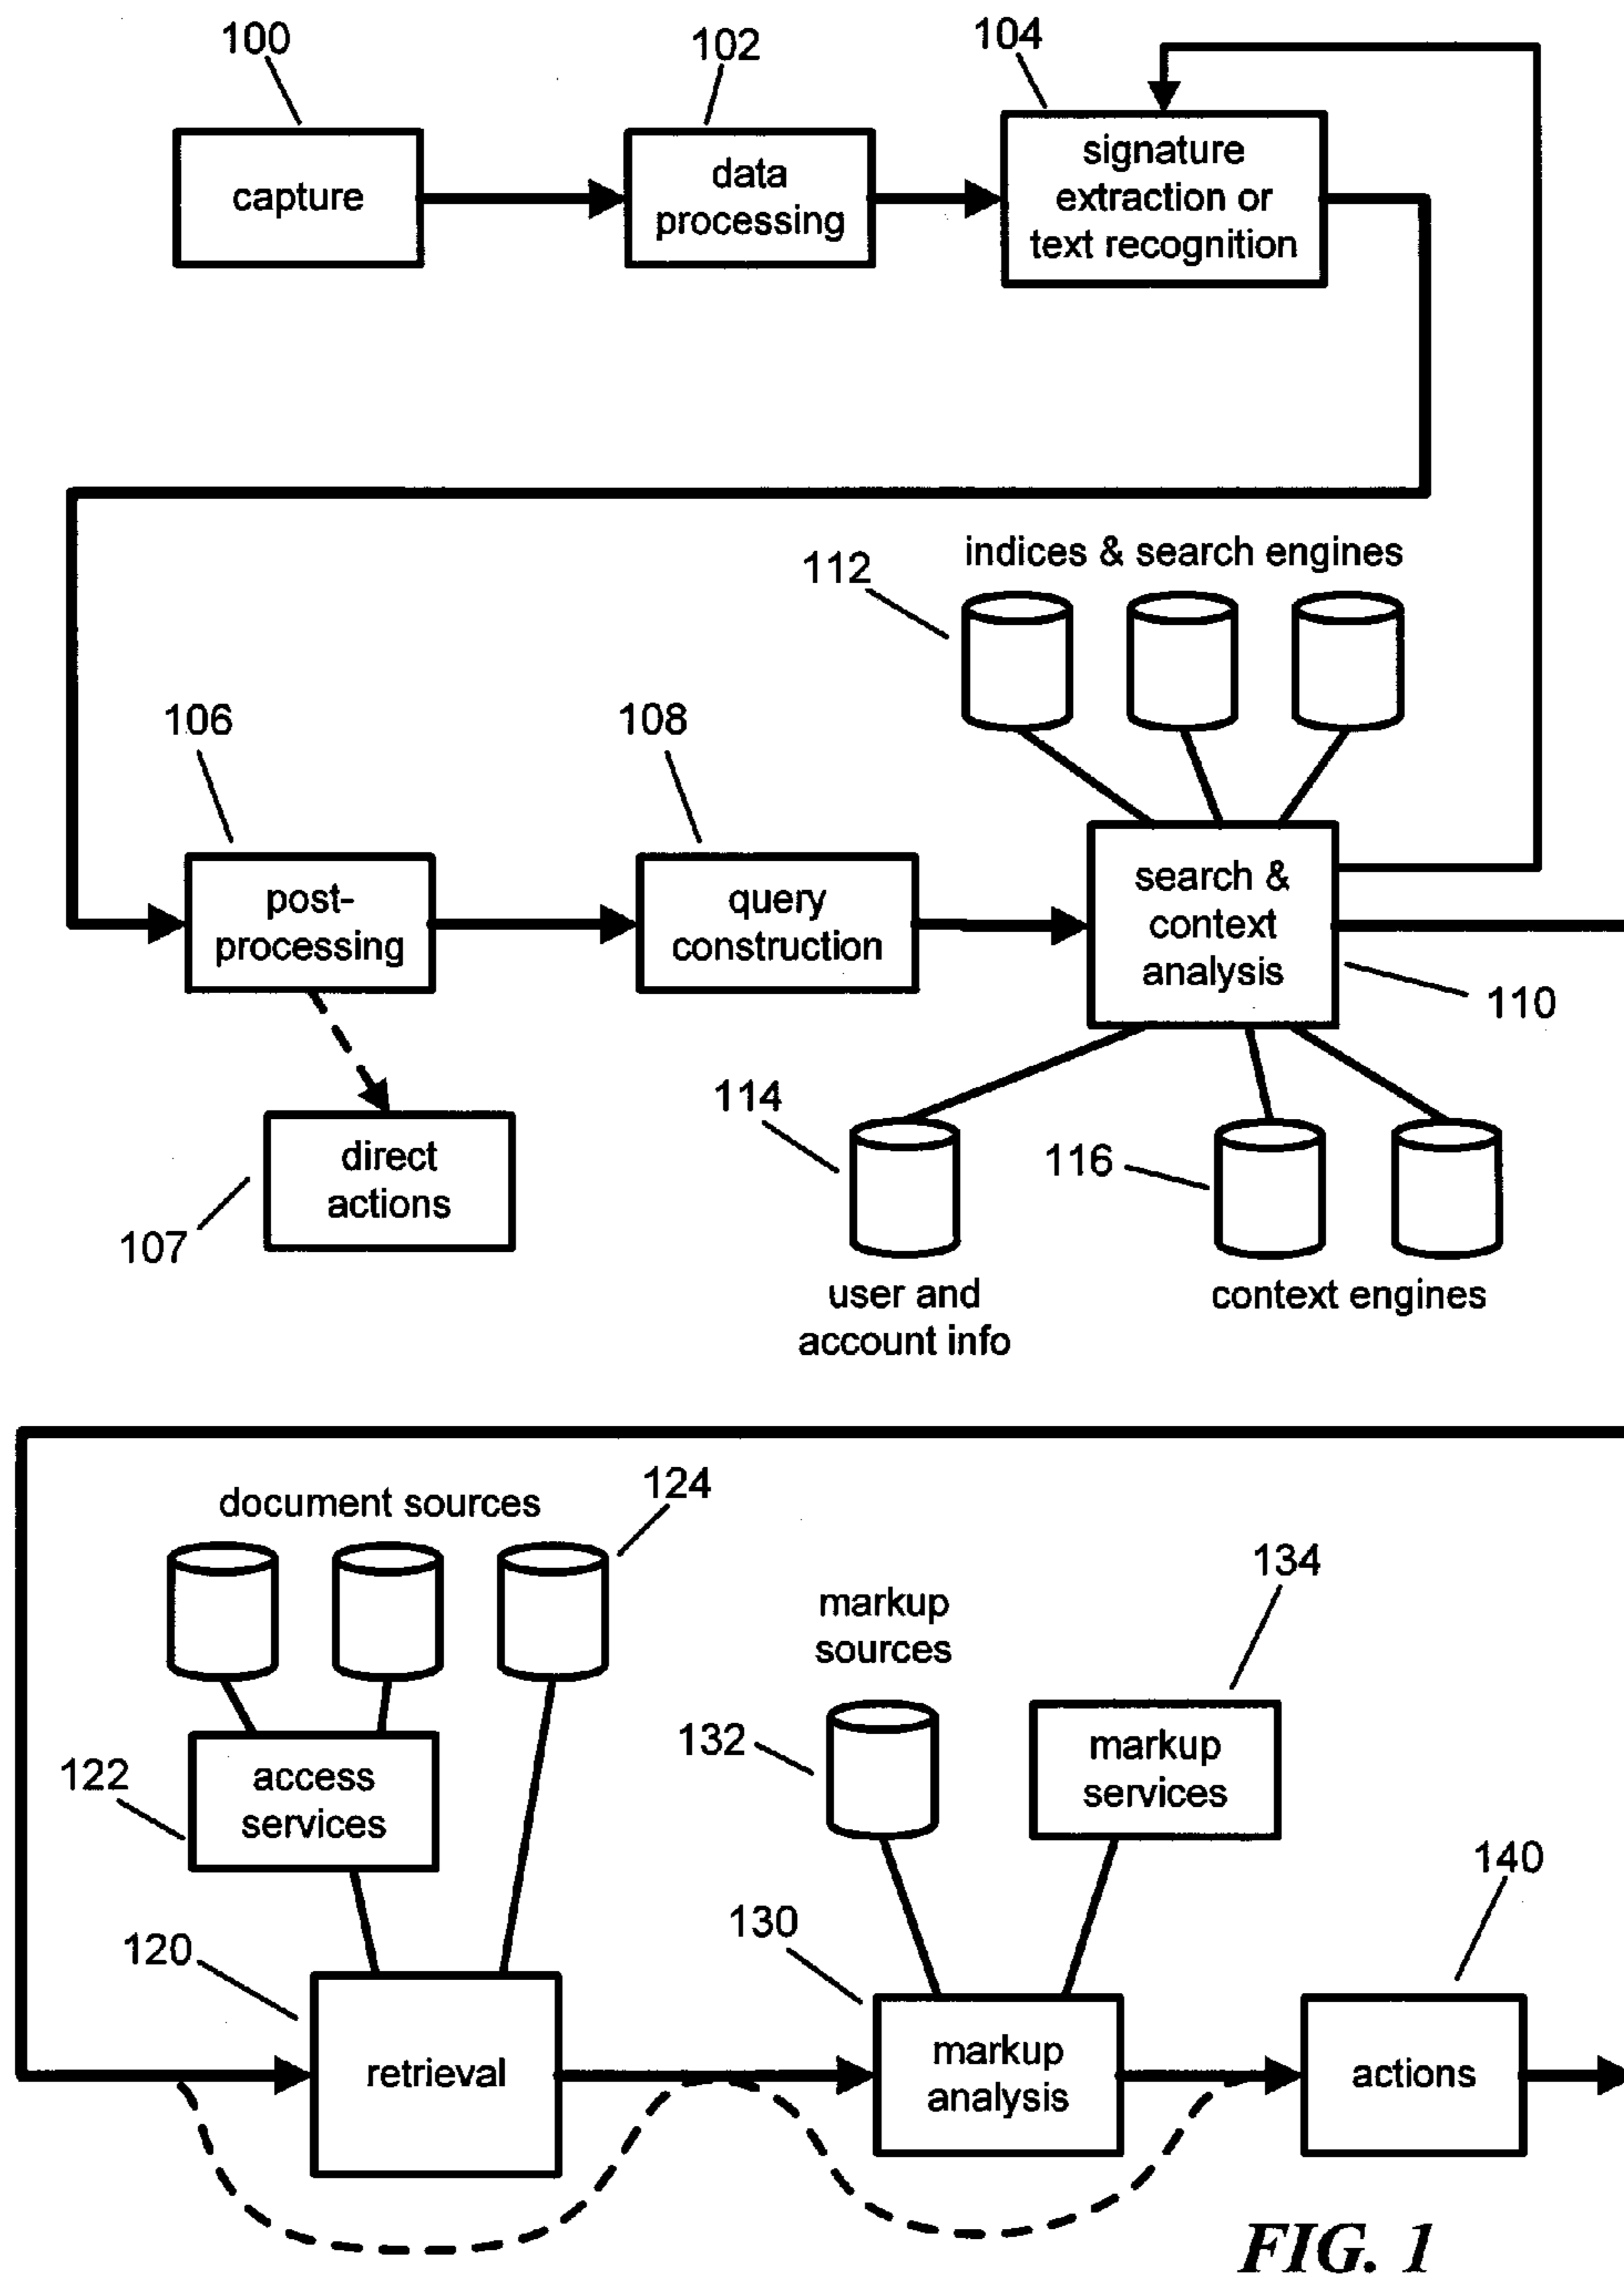 100
102
104
capture
data
processing
signature
extraction or
text recognition
112
indices & search engines
106
108
post-
processing
query
construction
search &
context
analysis
110
114
116
direct
actions
107
user and
account info
context engines
document sources
124
134
markup
sources
132
markup
services
122
access
services
140
130
120
retrieval
markup
analysis
actions
FIG. 1